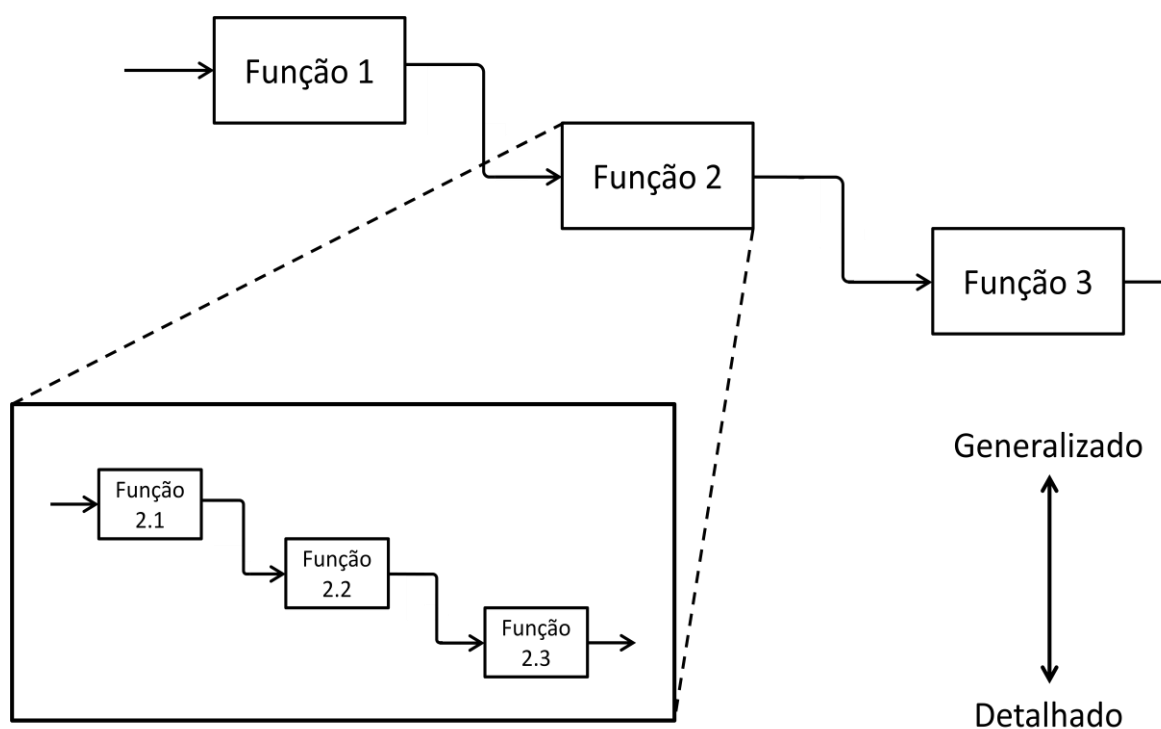 Função 1
Função 2
Função 3
Generalizado
Função
2.1
Função
2.2
Função
2.3
Detalhado